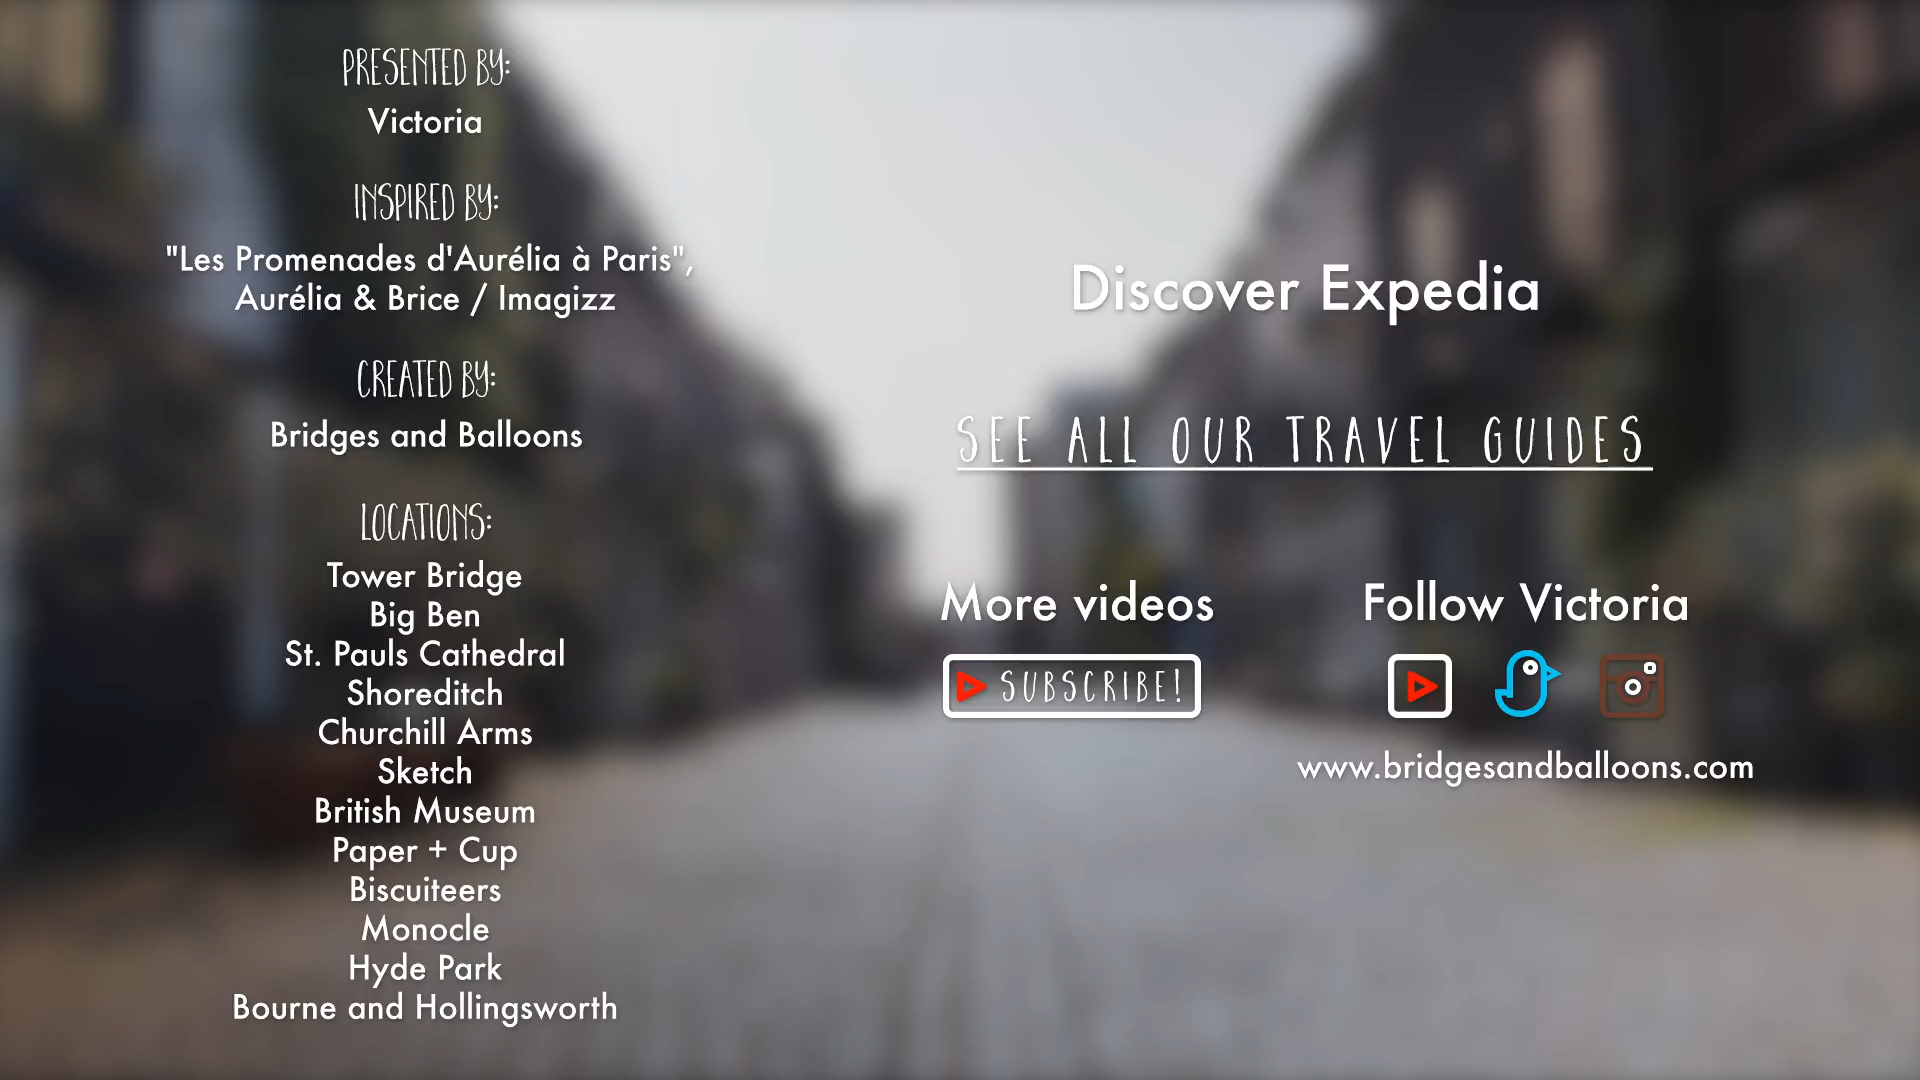 PRESENTED BY:
Victoria
INSPIRED BY:
"Les Promenades d'Aurélia à Paris",
Aurélia & Brice / Imagizz
CREATED BY:
Bridges and Balloons
LOCATIONS:
Tower Bridge
Big Ben
St. Pauls Cathedral
Shoreditch
Churchill Arms
Sketch
British Museum
Paper + Cup
Biscuiteers
Monocle
Hyde Park
Bourne and Hollingsworth
Discover Expedia
SEE ALL OUR TRAVEL GUIDES
More videos
SUBSCRIBE!
Follow Victoria
www.bridgesandballoons.com